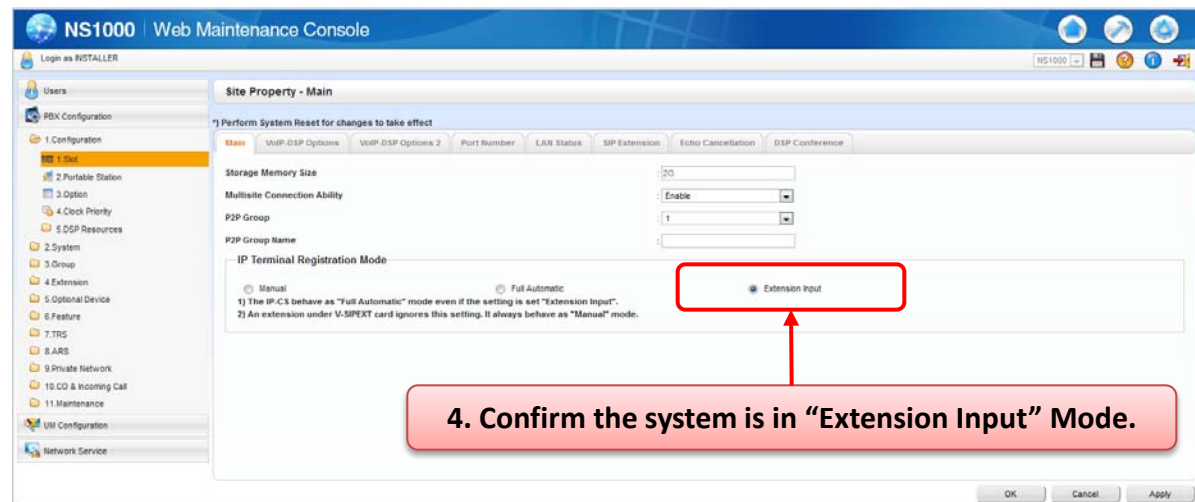 NS1000 Web Maintenance Console
Login as INSTALLER
NS1000
Users
Site Property - Main
PBX Configuration
*) Perform System Reset for changes to take effect
1.Configuration
Main VoIP-DSP Options VoIP-DSP Options 2 Port Number LAN Status SIP Extension Echo Cancellation DSP Conference
1.Slot
Storage Memory Size : 2G
2.Portable Station
3.Option
Multisite Connection Ability : Enable
4.Clock Priority
P2P Group : 1
5.DSP Resources
2.System
P2P Group Name :
3.Group
IP Terminal Registration Mode
4.Extension
5.Optional Device
Manual Full Automatic Extension Input
6.Feature
1) The IP-CS behave as "Full Automatic" mode even if the setting is set "Extension Input".
2) An extension under V-SIPEXT card ignores this setting. It always behave as "Manual" mode.
7.TRS
8.ARS
9.Private Network
10.CO & Incoming Call
11.Maintenance
4. Confirm the system is in “Extension Input” Mode.
UM Configuration
Network Service
OK Cancel Apply